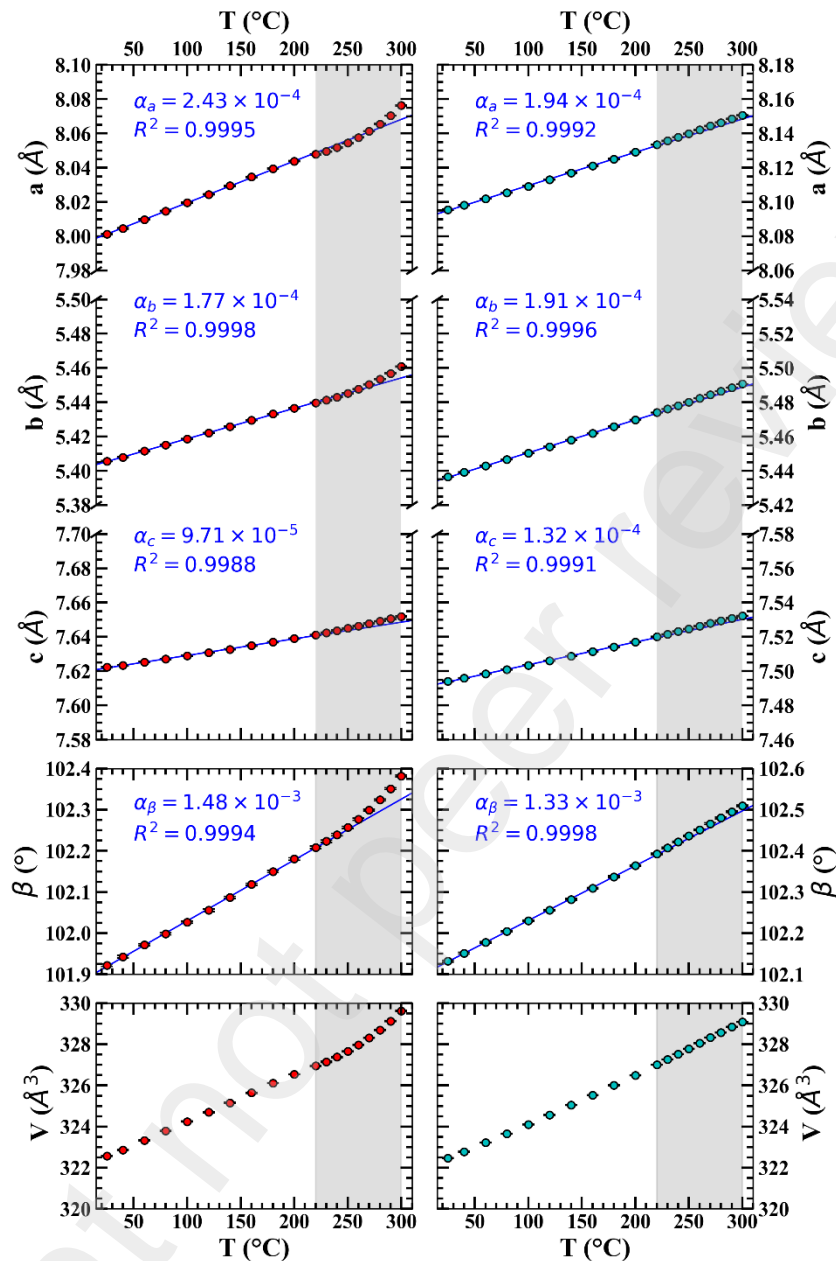 T (°C)
T (°C)
50 100 150 200 250 300
50 100 150 200 250 300
a (Å)
8.10
8.08
8.06
8.04
8.02
8.00
7.98
α_a = 2.43 × 10⁻⁴
R² = 0.9995
α_a = 1.94 × 10⁻⁴
R² = 0.9992
8.18
8.16
8.14
8.12
8.10
8.08
8.06
a (Å)
b (Å)
5.50
5.48
5.46
5.44
5.42
5.40
5.38
α_b = 1.77 × 10⁻⁴
R² = 0.9998
α_b = 1.91 × 10⁻⁴
R² = 0.9996
5.54
5.52
5.50
5.48
5.46
5.44
5.42
b (Å)
c (Å)
7.70
7.68
7.66
7.64
7.62
7.60
7.58
α_c = 9.71 × 10⁻⁵
R² = 0.9988
α_c = 1.32 × 10⁻⁴
R² = 0.9991
7.58
7.56
7.54
7.52
7.50
7.48
7.46
c (Å)
β (°)
102.4
102.3
102.2
102.1
102.0
101.9
α_β = 1.48 × 10⁻³
R² = 0.9994
α_β = 1.33 × 10⁻³
R² = 0.9998
102.6
102.5
102.4
102.3
102.2
102.1
β (°)
V (Å³)
330
328
326
324
322
320
330
328
326
324
322
320
V (Å³)
50 100 150 200 250 300
50 100 150 200 250 300
T (°C)
T (°C)
not peer revie